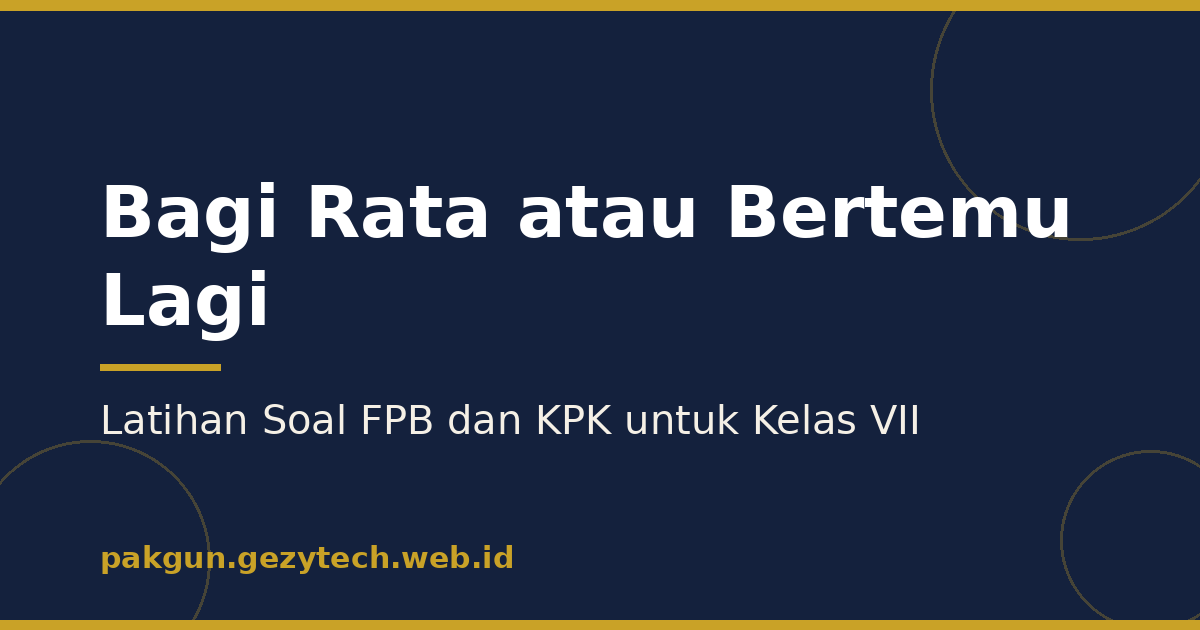 Bagi Rata atau Bertemu
Lagi
Latihan Soal FPB dan KPK untuk Kelas VII
pakgun.gezytech.web.id